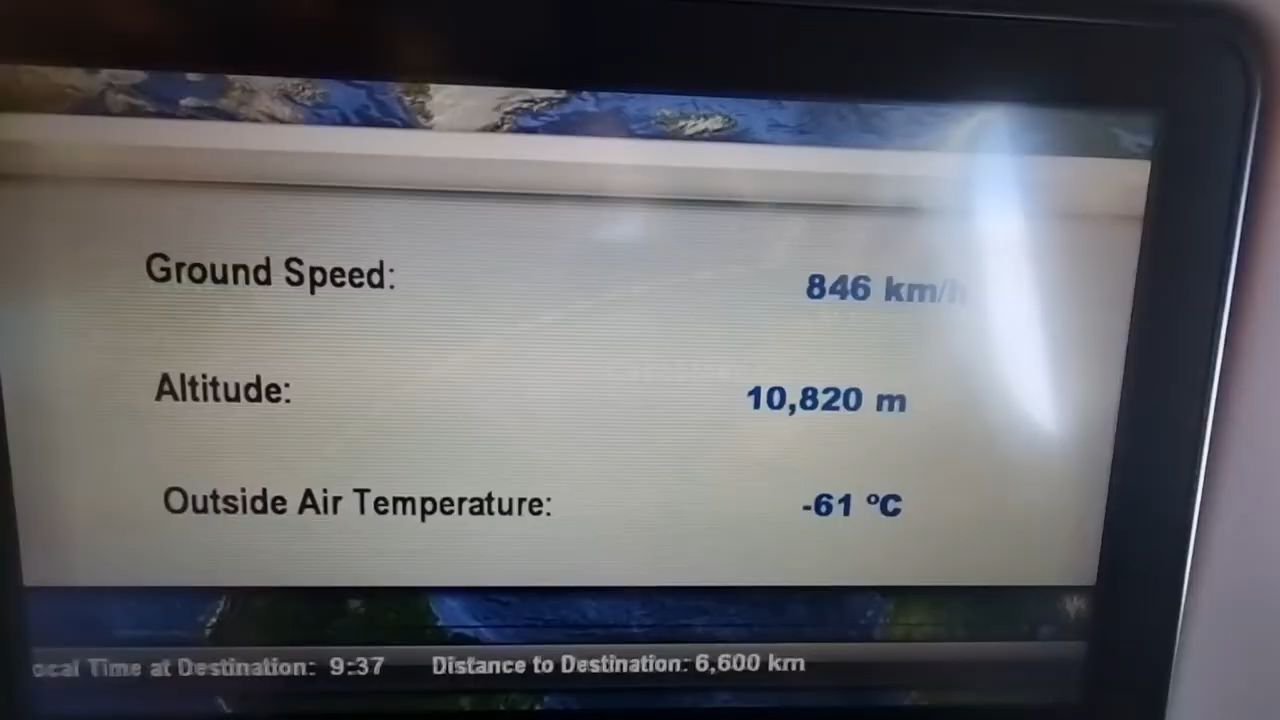 Ground Speed: 846 km/h
Altitude: 10,820 m
Outside Air Temperature: -61 ºC
ocal Time at Destination: 9:37 Distance to Destination: 6,600 km